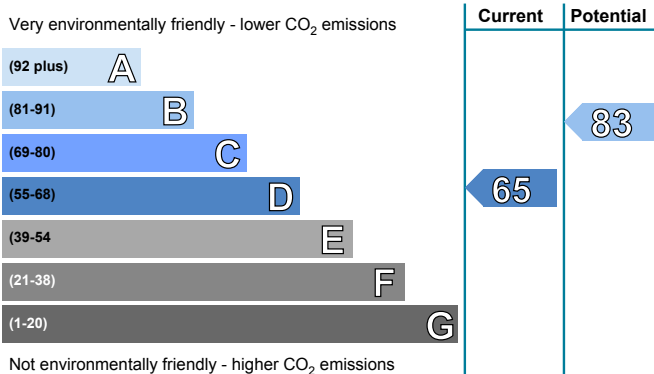 Current Potential
Very environmentally friendly - lower CO₂ emissions
(92 plus) A
(81-91) B
83
(69-80) C
(55-68) D
65
(39-54 E
(21-38) F
(1-20) G
Not environmentally friendly - higher CO₂ emissions